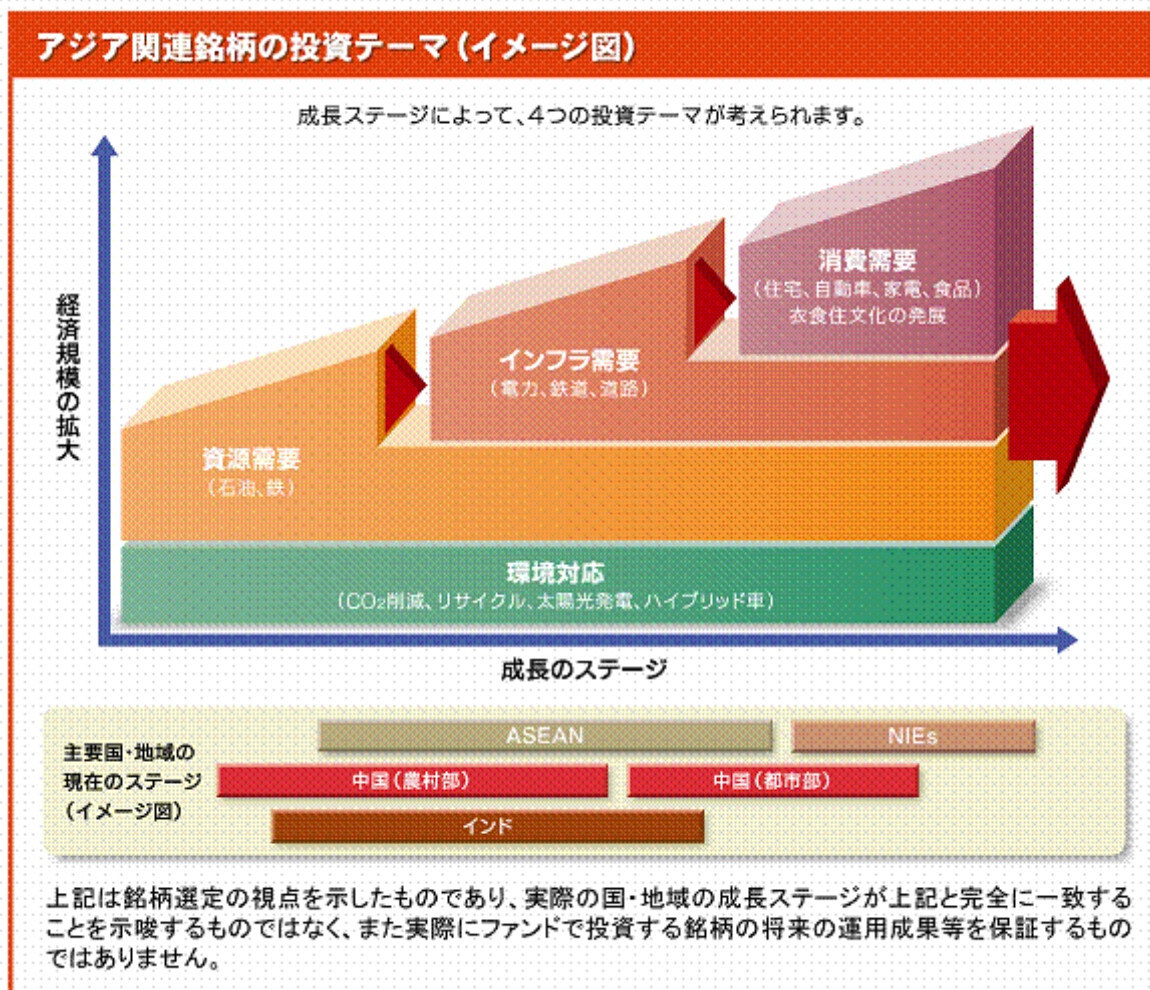 アジア関連銘柄の投資テーマ（イメージ図）
成長ステージによって、4つの投資テーマが考えられます。
経済規模の拡大
消費需要
（住宅、自動車、家電、食品）
衣食住文化の発展
インフラ需要
（電力、鉄道、道路）
資源需要
（石油、鉄）
環境対応
（CO₂削減、リサイクル、太陽光発電、ハイブリッド車）
成長のステージ
主要国・地域の
現在のステージ
（イメージ図）
ASEAN
NIEs
中国（農村部）
中国（都市部）
インド
上記は銘柄選定の視点を示したものであり、実際の国・地域の成長ステージが上記と完全に一致する
ことを示唆するものではなく、また実際にファンドで投資する銘柄の将来の運用成果等を保証するもの
ではありません。